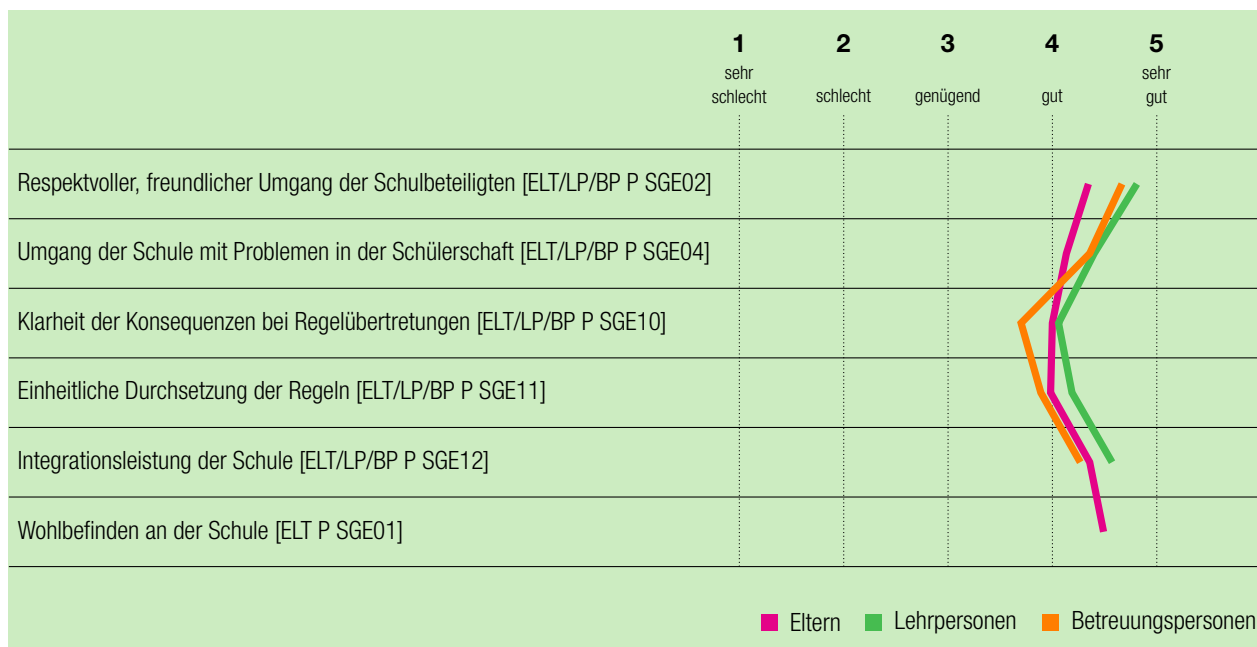 1 2 3 4 5
sehr schlecht schlecht genügend gut sehr gut
Respektvoller, freundlicher Umgang der Schulbeteiligten [ELT/LP/BP P SGE02]
Umgang der Schule mit Problemen in der Schülerschaft [ELT/LP/BP P SGE04]
Klarheit der Konsequenzen bei Regelübertretungen [ELT/LP/BP P SGE10]
Einheitliche Durchsetzung der Regeln [ELT/LP/BP P SGE11]
Integrationsleistung der Schule [ELT/LP/BP P SGE12]
Wohlbefinden an der Schule [ELT P SGE01]
Eltern Lehrpersonen Betreuungspersonen